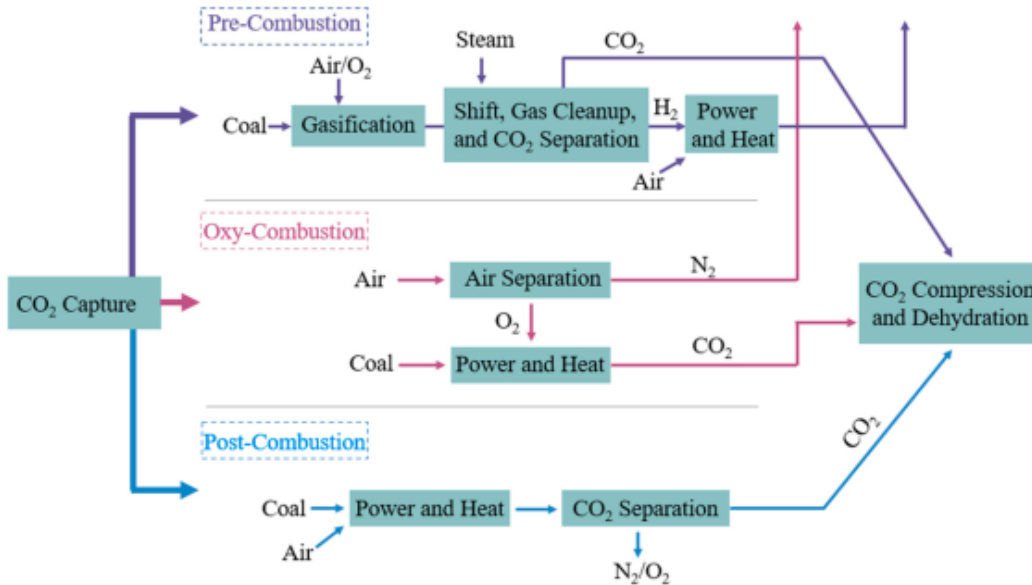 Pre-Combustion
Steam
CO₂
Air/O₂
Coal
Gasification
Shift, Gas Cleanup,
and CO₂ Separation
H₂
Power
and Heat
Air
Oxy-Combustion
Air
Air Separation
N₂
CO₂ Capture
O₂
CO₂ Compression
and Dehydration
Coal
Power and Heat
CO₂
Post-Combustion
CO₂
Coal
Power and Heat
CO₂ Separation
Air
N₂/O₂